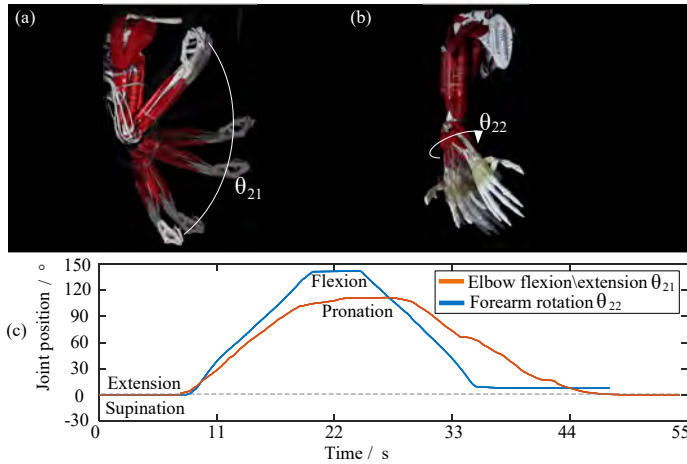 (a)
(b)
θ21
θ22
(c)
Joint position / °
150
120
90
60
30
0
-30
Flexion
Pronation
Extension
Supination
Elbow flexion\extension θ21
Forearm rotation θ22
0
11
22
33
44
55
Time / s